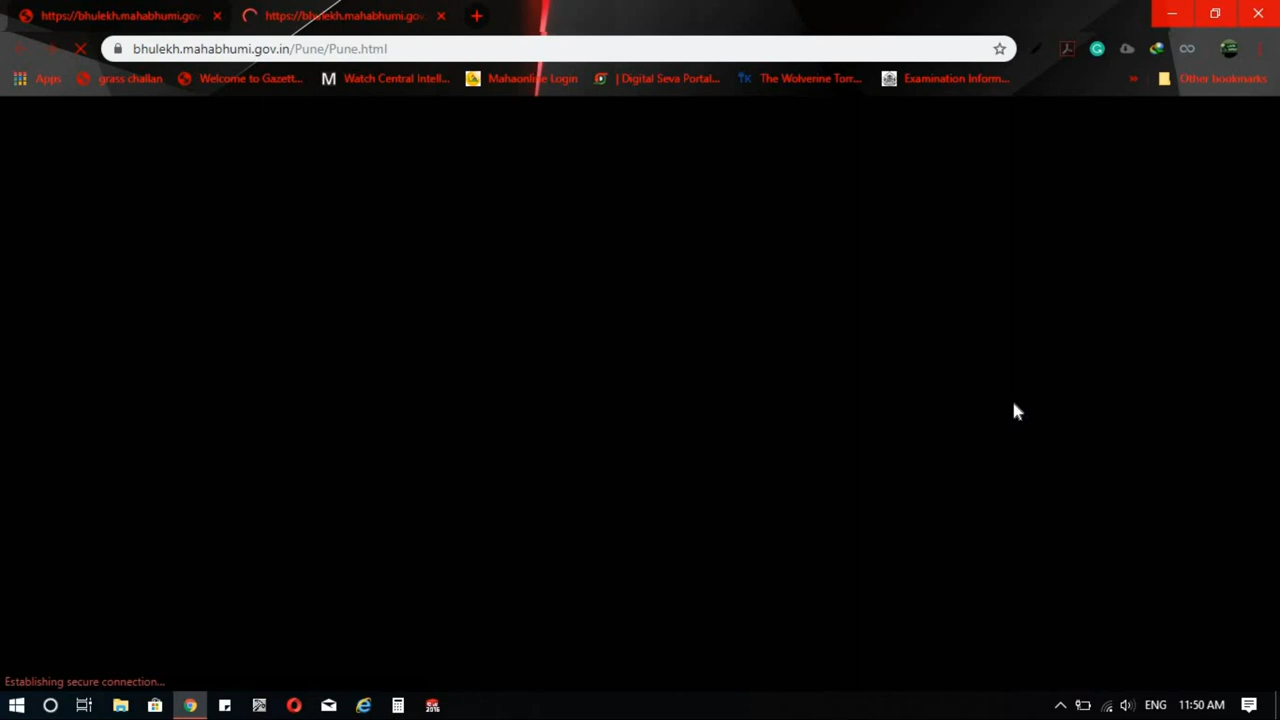 https://bhulekh.mahabhumi.gov
https://bhulekh.mahabhumi.gov
bhulekh.mahabhumi.gov.in/Pune/Pune.html
Apps grass challan Welcome to Gazett... Watch Central Intell... Mahaonline Login | Digital Seva Portal... The Wolverine Torr... Examination Inform... » Other bookmarks
Establishing secure connection...
ENG 11:50 AM